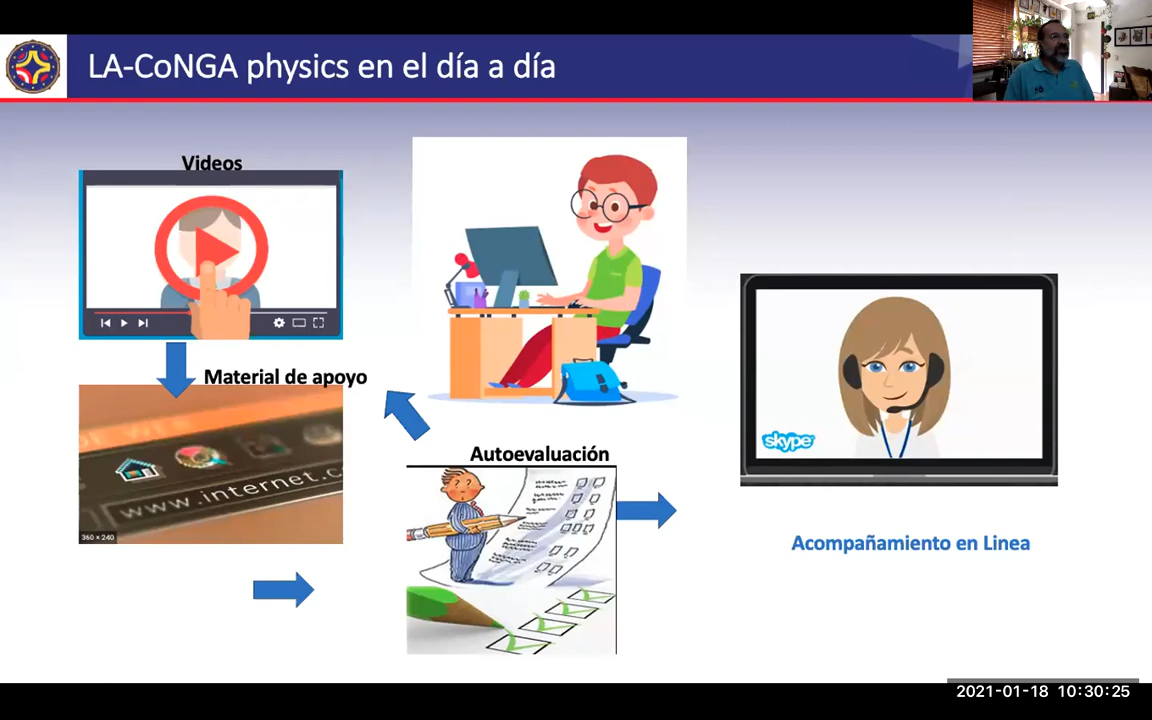 LA-CoNGA physics en el día a día
Videos
Material de apoyo
www.internet.c
360 × 240
Autoevaluación
skype
Acompañamiento en Linea
2021-01-18 10:30:25